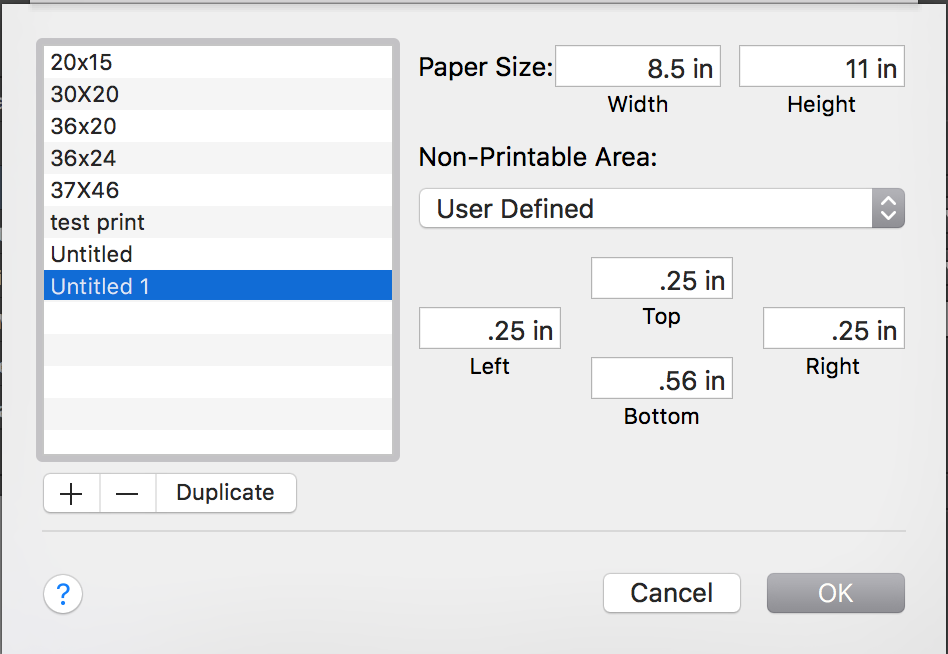 20x15
30X20
36x20
36x24
37X46
test print
Untitled
Untitled 1
+
—
Duplicate
Paper Size:
8.5 in
11 in
Width
Height
Non-Printable Area:
User Defined
.25 in
Top
.25 in
Left
.25 in
Right
.56 in
Bottom
?
Cancel
OK